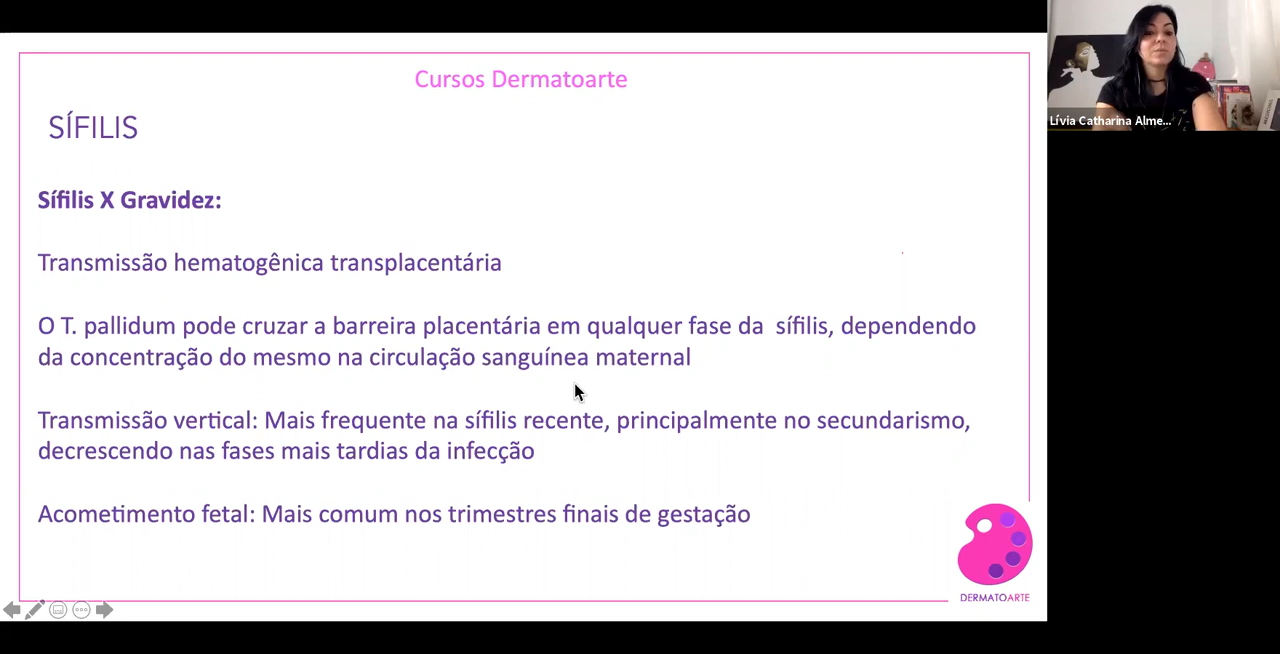 Cursos Dermatoarte
SÍFILIS
Sífilis X Gravidez:
Transmissão hematogênica transplacentária
O T. pallidum pode cruzar a barreira placentária em qualquer fase da sífilis, dependendo
da concentração do mesmo na circulação sanguínea maternal
Transmissão vertical: Mais frequente na sífilis recente, principalmente no secundarismo,
decrescendo nas fases mais tardias da infecção
Acometimento fetal: Mais comum nos trimestres finais de gestação
DERMATOARTE
Lívia Catharina Alme...